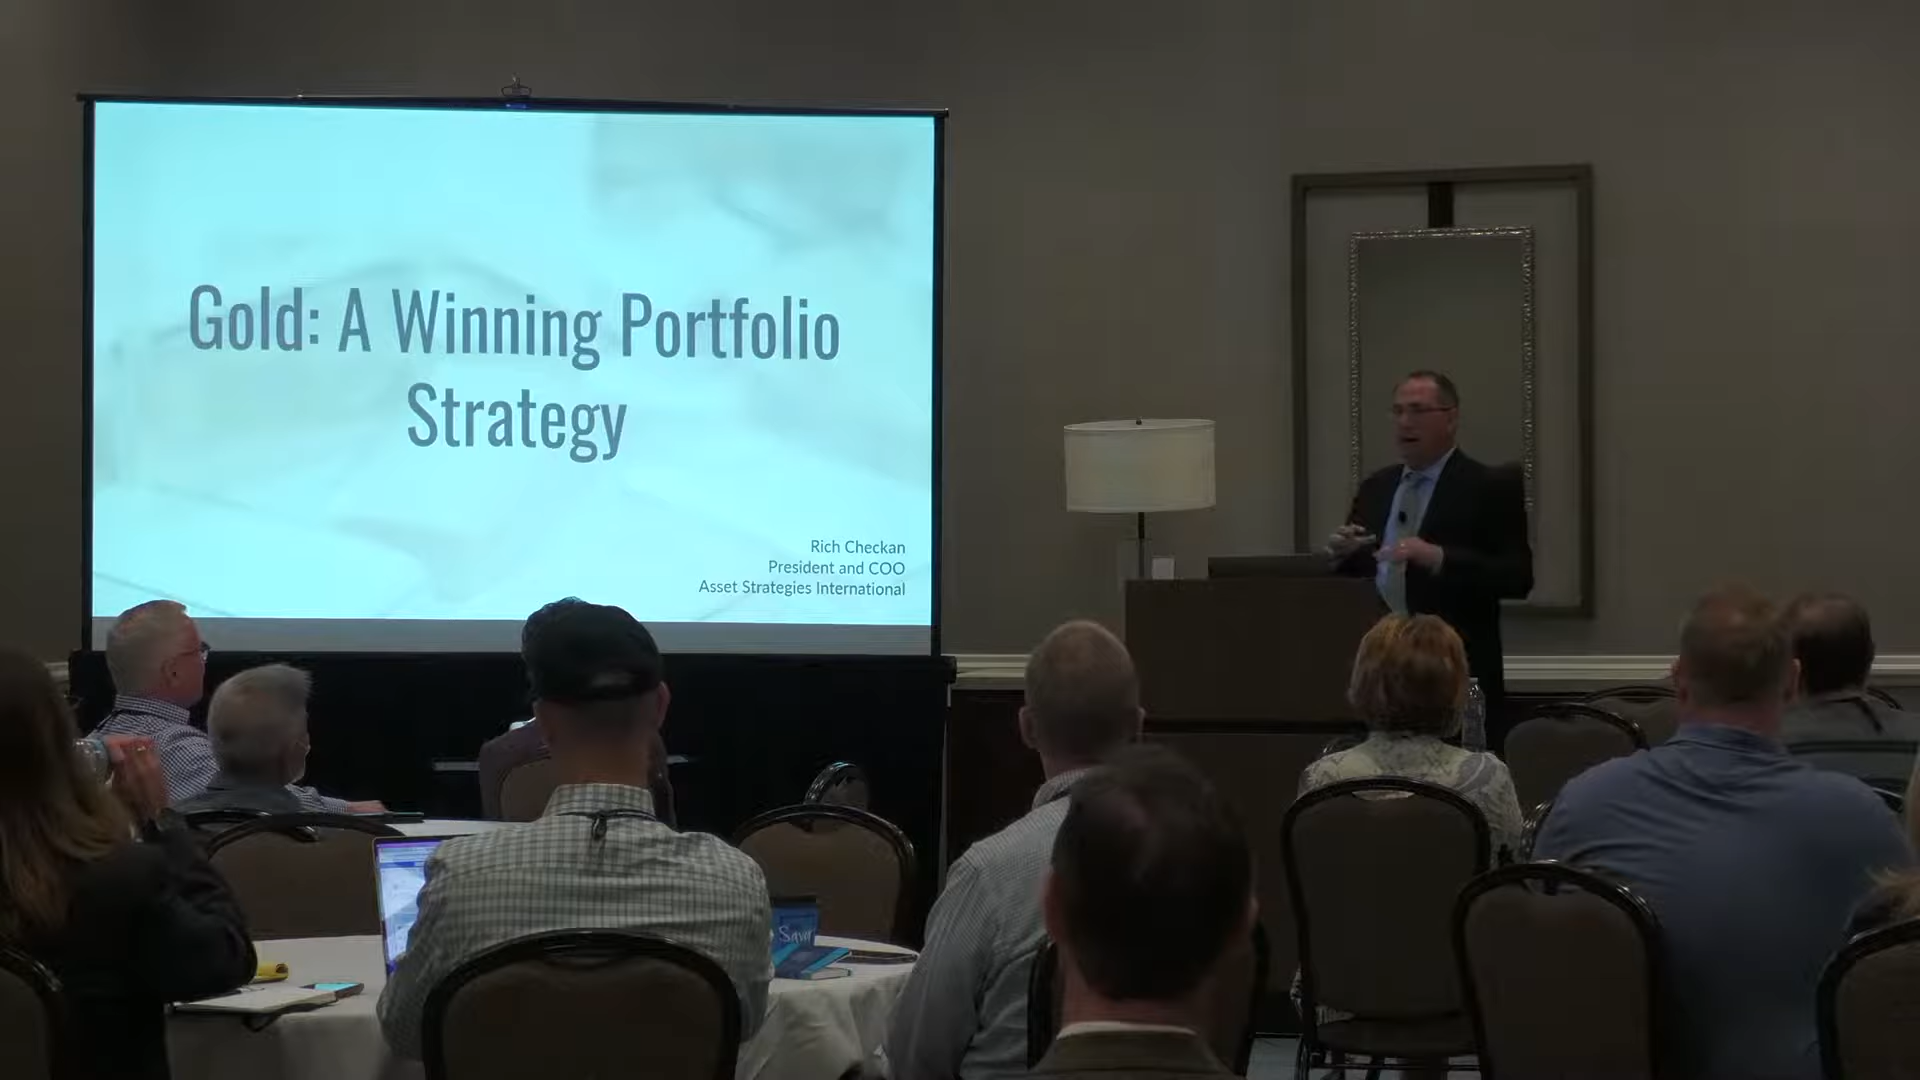 Gold: A Winning Portfolio
Strategy
Rich Checkan
President and COO
Asset Strategies International